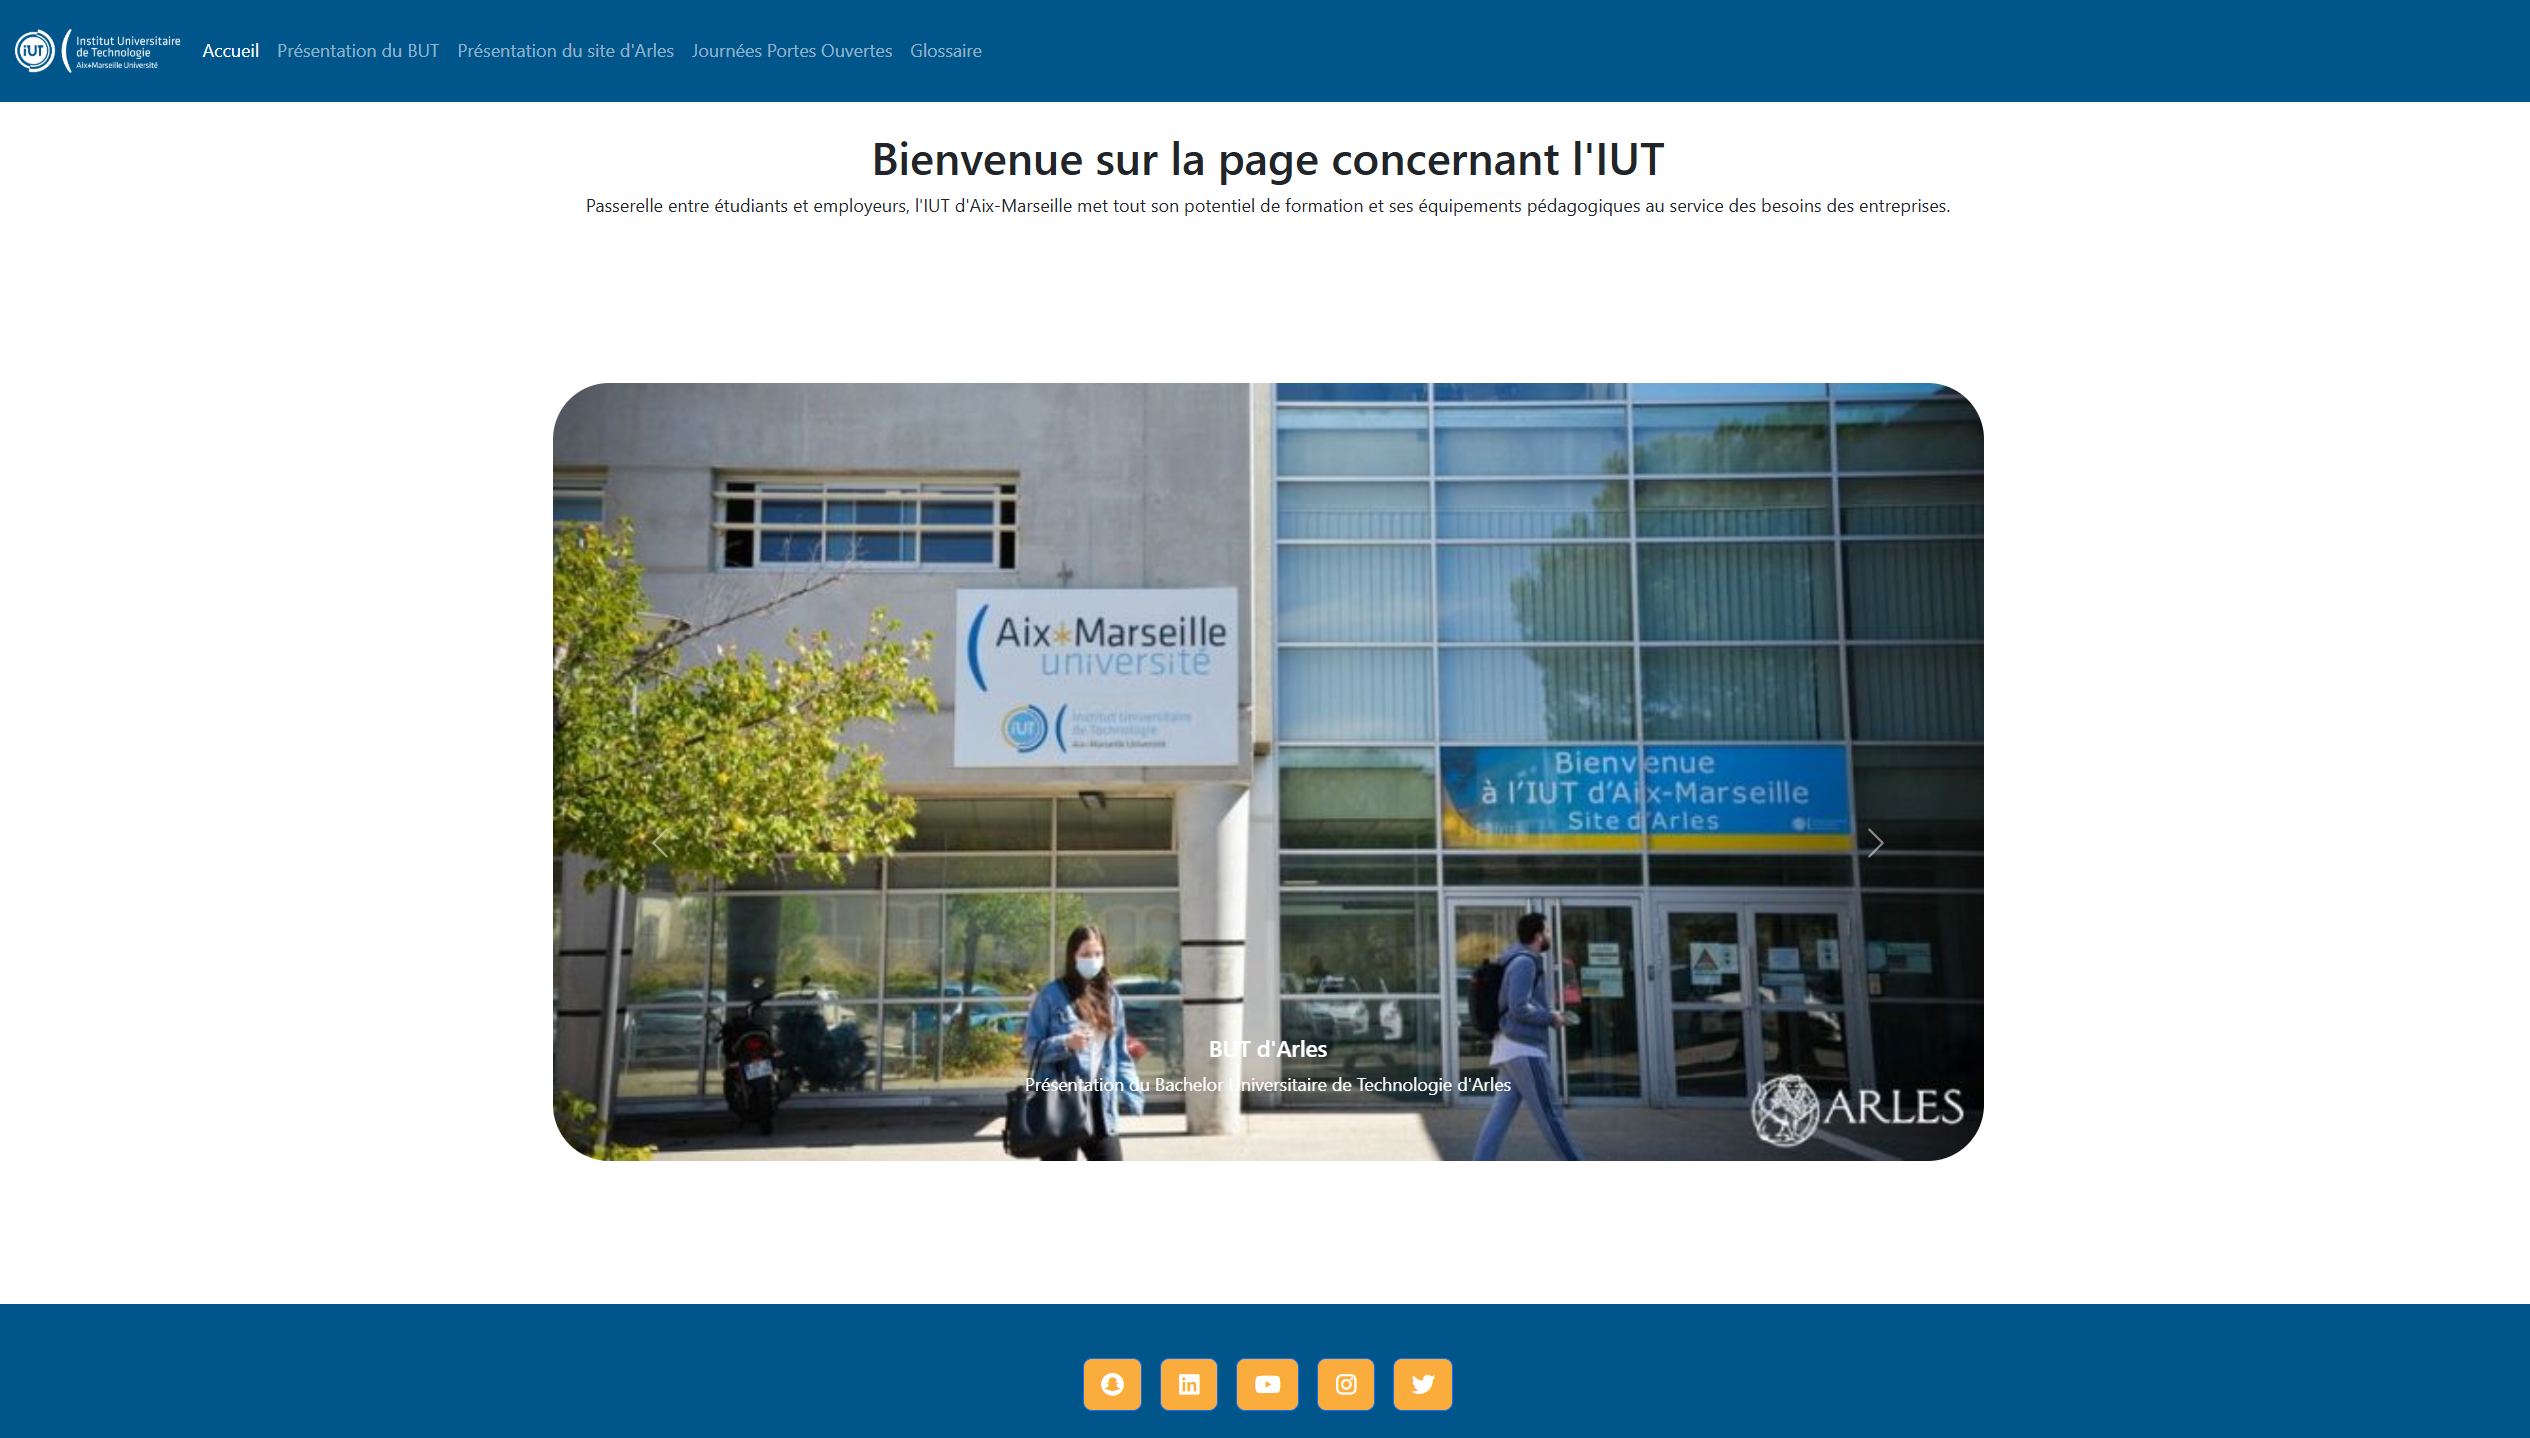 iUT
Institut Universitaire
de Technologie
Aix*Marseille Université
Accueil
Présentation du BUT
Présentation du site d'Arles
Journées Portes Ouvertes
Glossaire
Bienvenue sur la page concernant l'IUT
Passerelle entre étudiants et employeurs, l'IUT d'Aix-Marseille met tout son potentiel de formation et ses équipements pédagogiques au service des besoins des entreprises.
Aix*Marseille
université
iUT
Institut Universitaire
de Technologie
Aix*Marseille Université
Bienvenue
à l'IUT d'Aix-Marseille
Site d'Arles
BUT d'Arles
Présentation du Bachelor Universitaire de Technologie d'Arles
ARLES
in